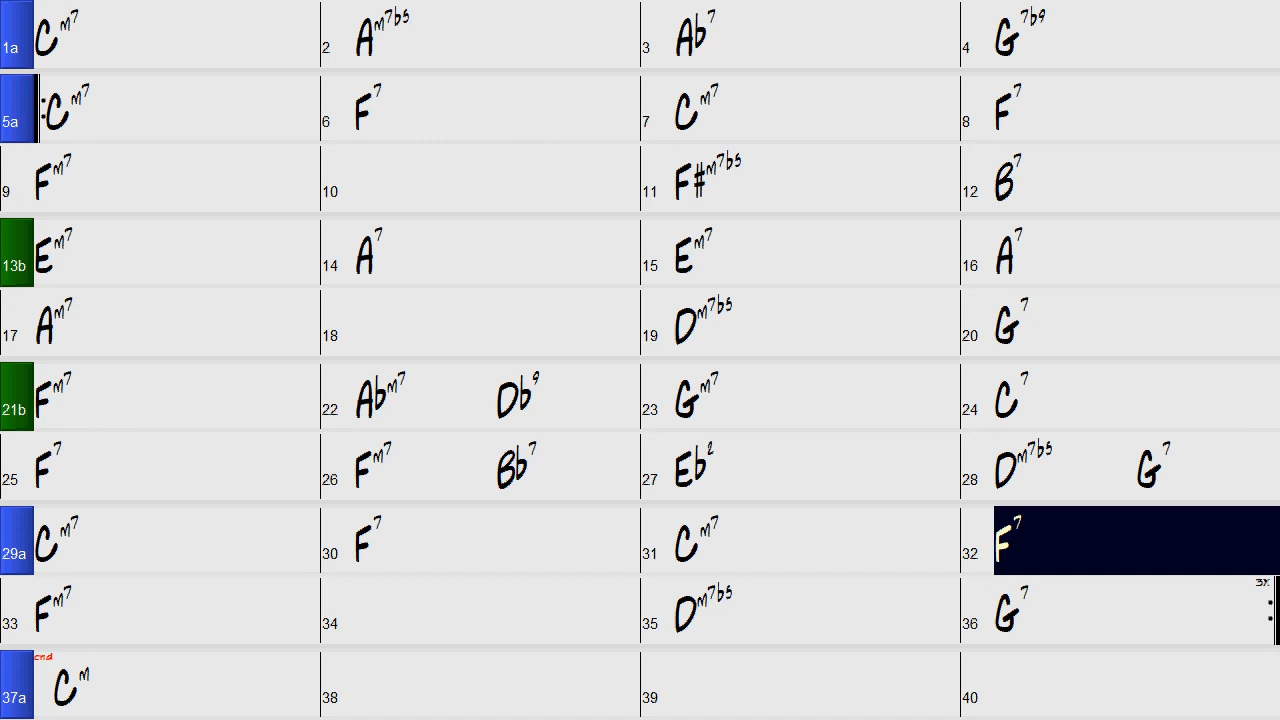 1a Cm7 2 Am7b5 3 Ab7 4 G7b9
5a Cm7 6 F7 7 Cm7 8 F7
9 Fm7 10 11 F#m7b5 12 B7
13b Em7 14 A7 15 Em7 16 A7
17 Am7 18 19 Dm7b5 20 G7
21b Fm7 22 Abm7 Db9 23 Gm7 24 C7
25 F7 26 Fm7 Bb7 27 Eb2 28 Dm7b5 G7
29a Cm7 30 F7 31 Cm7 32 F7
33 Fm7 34 35 Dm7b5 36 G7 3x
37a end Cm 38 39 40